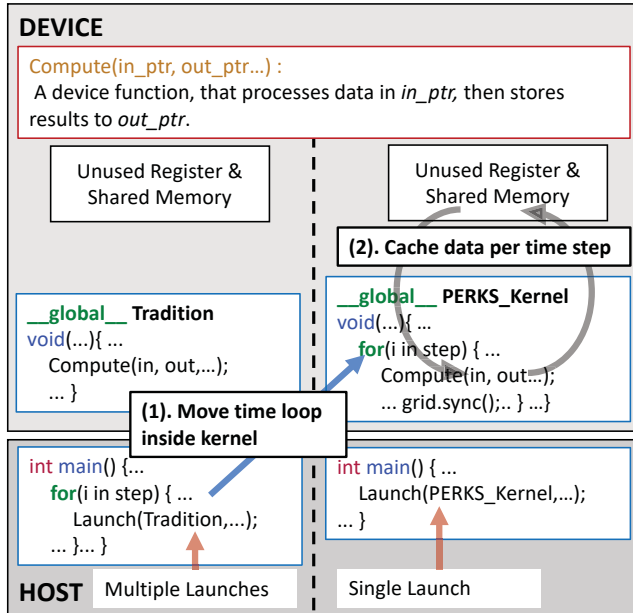 DEVICE
Compute(in_ptr, out_ptr…) :
A device function, that processes data in in_ptr, then stores
results to out_ptr.
Unused Register &
Shared Memory
Unused Register &
Shared Memory
(2). Cache data per time step
__global__ Tradition
void(...){ ...
Compute(in, out,…);
... }
__global__ PERKS_Kernel
void(...){ …
for(i in step) { ...
Compute(in, out…);
... grid.sync();.. } …}
(1). Move time loop
inside kernel
int main() {...
for(i in step) { ...
Launch(Tradition,...);
... }... }
int main() { ...
Launch(PERKS_Kernel,…);
... }
HOST
Multiple Launches
Single Launch